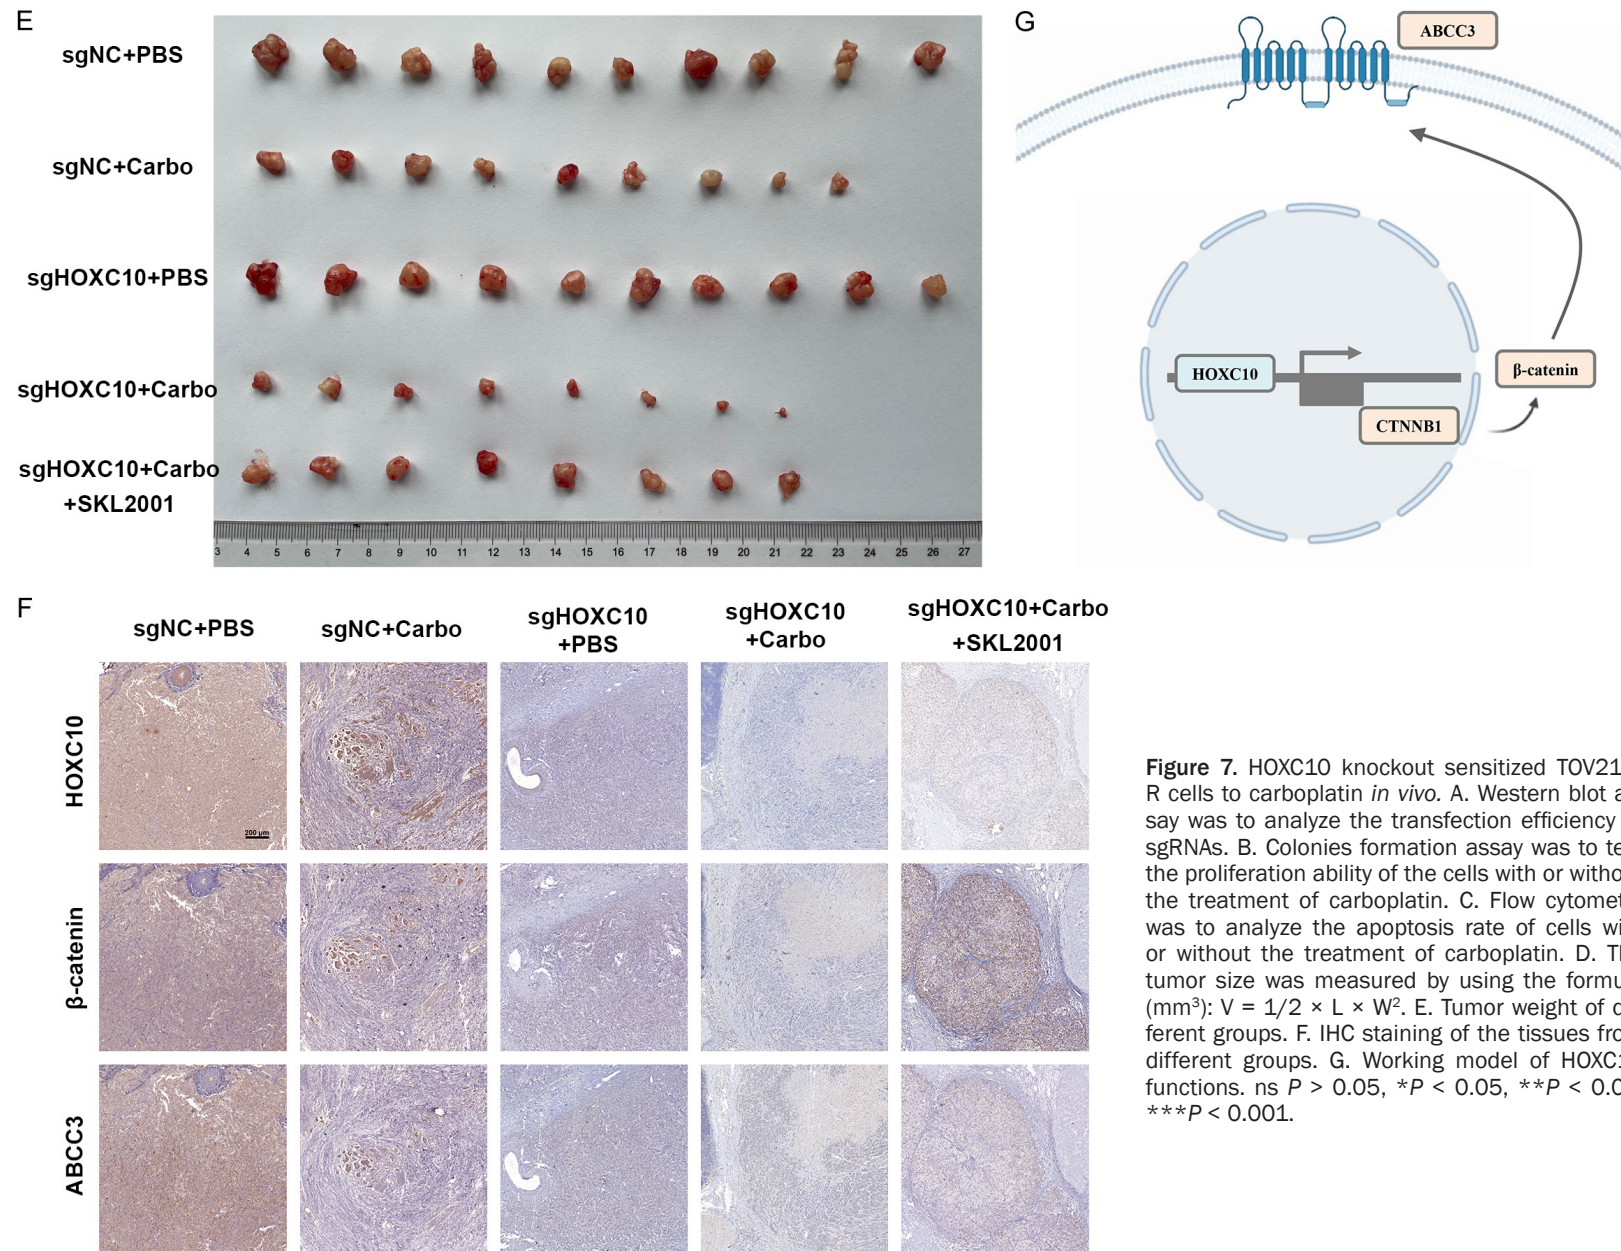 E
sgNC+PBS
sgNC+Carbo
sgHOXC10+PBS
sgHOXC10+Carbo
sgHOXC10+Carbo
+SKL2001
3 4 5 6 7 8 9 10 11 12 13 14 15 16 17 18 19 20 21 22 23 24 25 26 27
G
ABCC3
HOXC10
CTNNB1
β-catenin
F
sgNC+PBS
sgNC+Carbo
sgHOXC10
+PBS
sgHOXC10
+Carbo
sgHOXC10+Carbo
+SKL2001
HOXC10
200 μm
β-catenin
ABCC3
Figure 7. HOXC10 knockout sensitized TOV21
R cells to carboplatin in vivo. A. Western blot a
say was to analyze the transfection efficiency
sgRNAs. B. Colonies formation assay was to te
the proliferation ability of the cells with or witho
the treatment of carboplatin. C. Flow cytomet
was to analyze the apoptosis rate of cells wi
or without the treatment of carboplatin. D. Th
tumor size was measured by using the formu
(mm³): V = 1/2 × L × W². E. Tumor weight of d
ferent groups. F. IHC staining of the tissues fro
different groups. G. Working model of HOXC1
functions. ns P > 0.05, *P < 0.05, **P < 0.0
***P < 0.001.